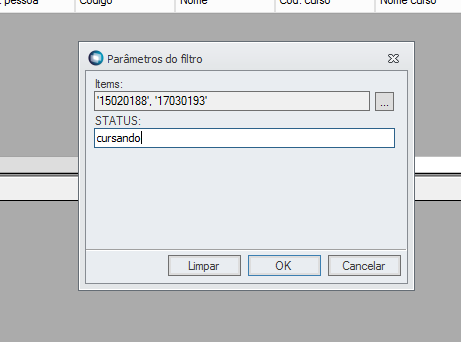 pessoa Código Nome Cód. curso Nome curso
Parâmetros do filtro
Items:
'15020188', '17030193'
...
STATUS:
cursando
Limpar OK Cancelar